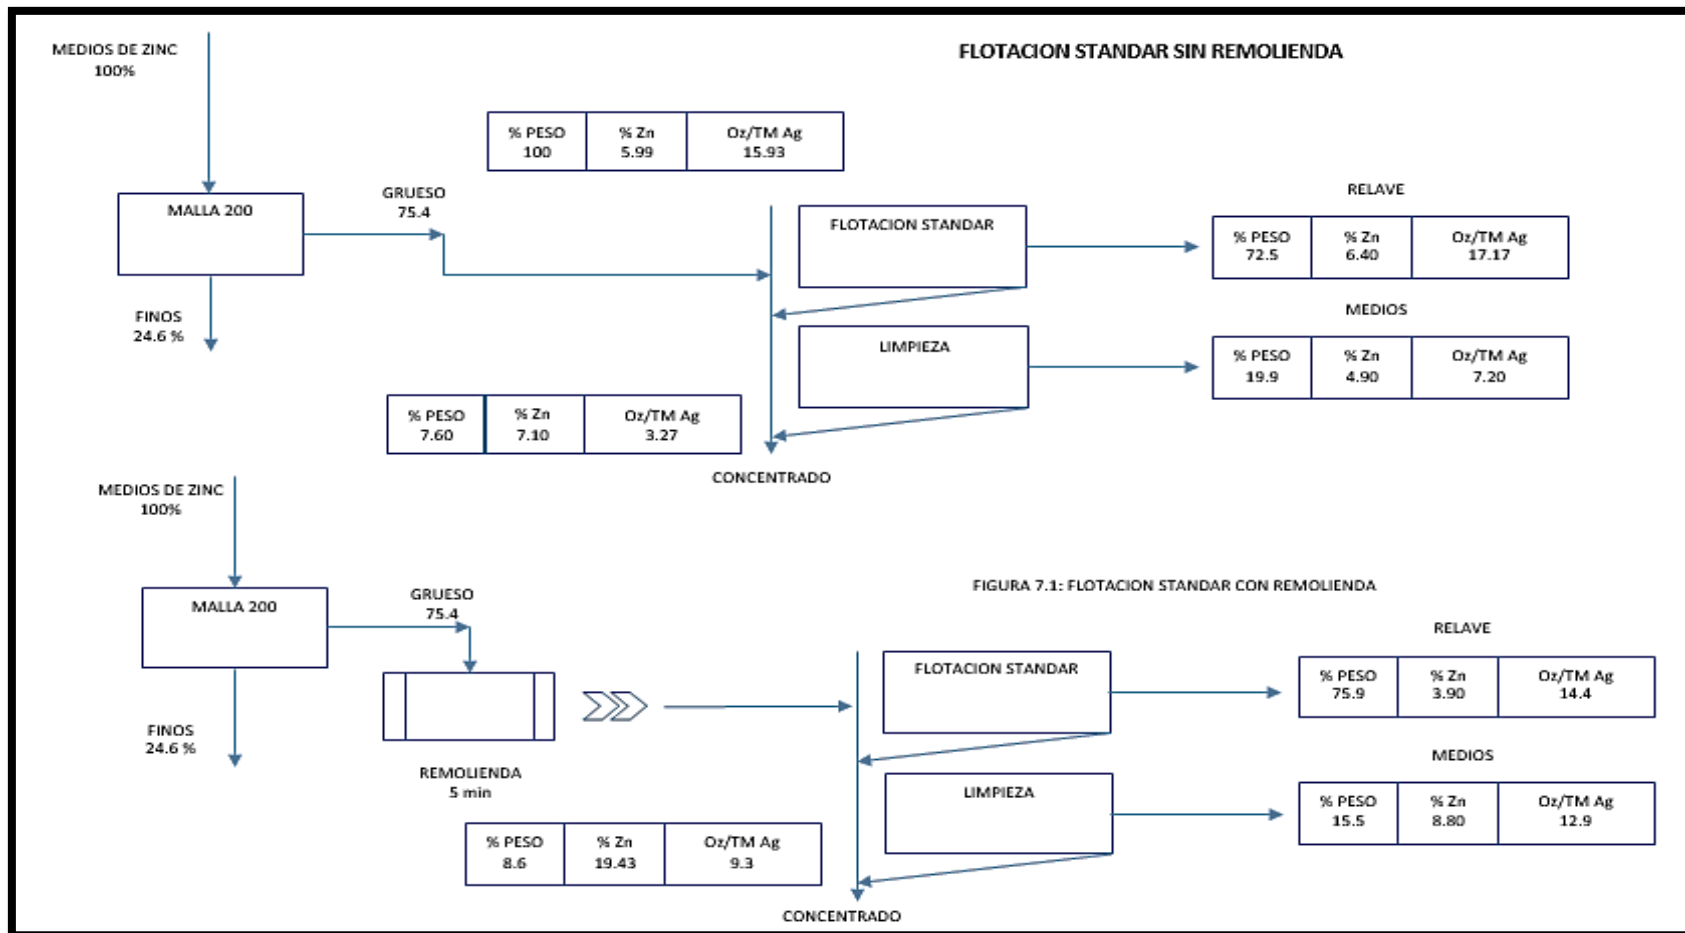 MEDIOS DE ZINC
100%
FLOTACION STANDAR SIN REMOLIENDA
% PESO % Zn Oz/TM Ag
100 5.99 15.93
MALLA 200
GRUESO
75.4
FLOTACION STANDAR
RELAVE
% PESO % Zn Oz/TM Ag
72.5 6.40 17.17
FINOS
24.6 %
LIMPIEZA
MEDIOS
% PESO % Zn Oz/TM Ag
19.9 4.90 7.20
% PESO % Zn Oz/TM Ag
7.60 7.10 3.27
CONCENTRADO
MEDIOS DE ZINC
100%
FIGURA 7.1: FLOTACION STANDAR CON REMOLIENDA
MALLA 200
GRUESO
75.4
FLOTACION STANDAR
RELAVE
% PESO % Zn Oz/TM Ag
75.9 3.90 14.4
FINOS
24.6 %
REMOLIENDA
5 min
LIMPIEZA
MEDIOS
% PESO % Zn Oz/TM Ag
15.5 8.80 12.9
% PESO % Zn Oz/TM Ag
8.6 19.43 9.3
CONCENTRADO